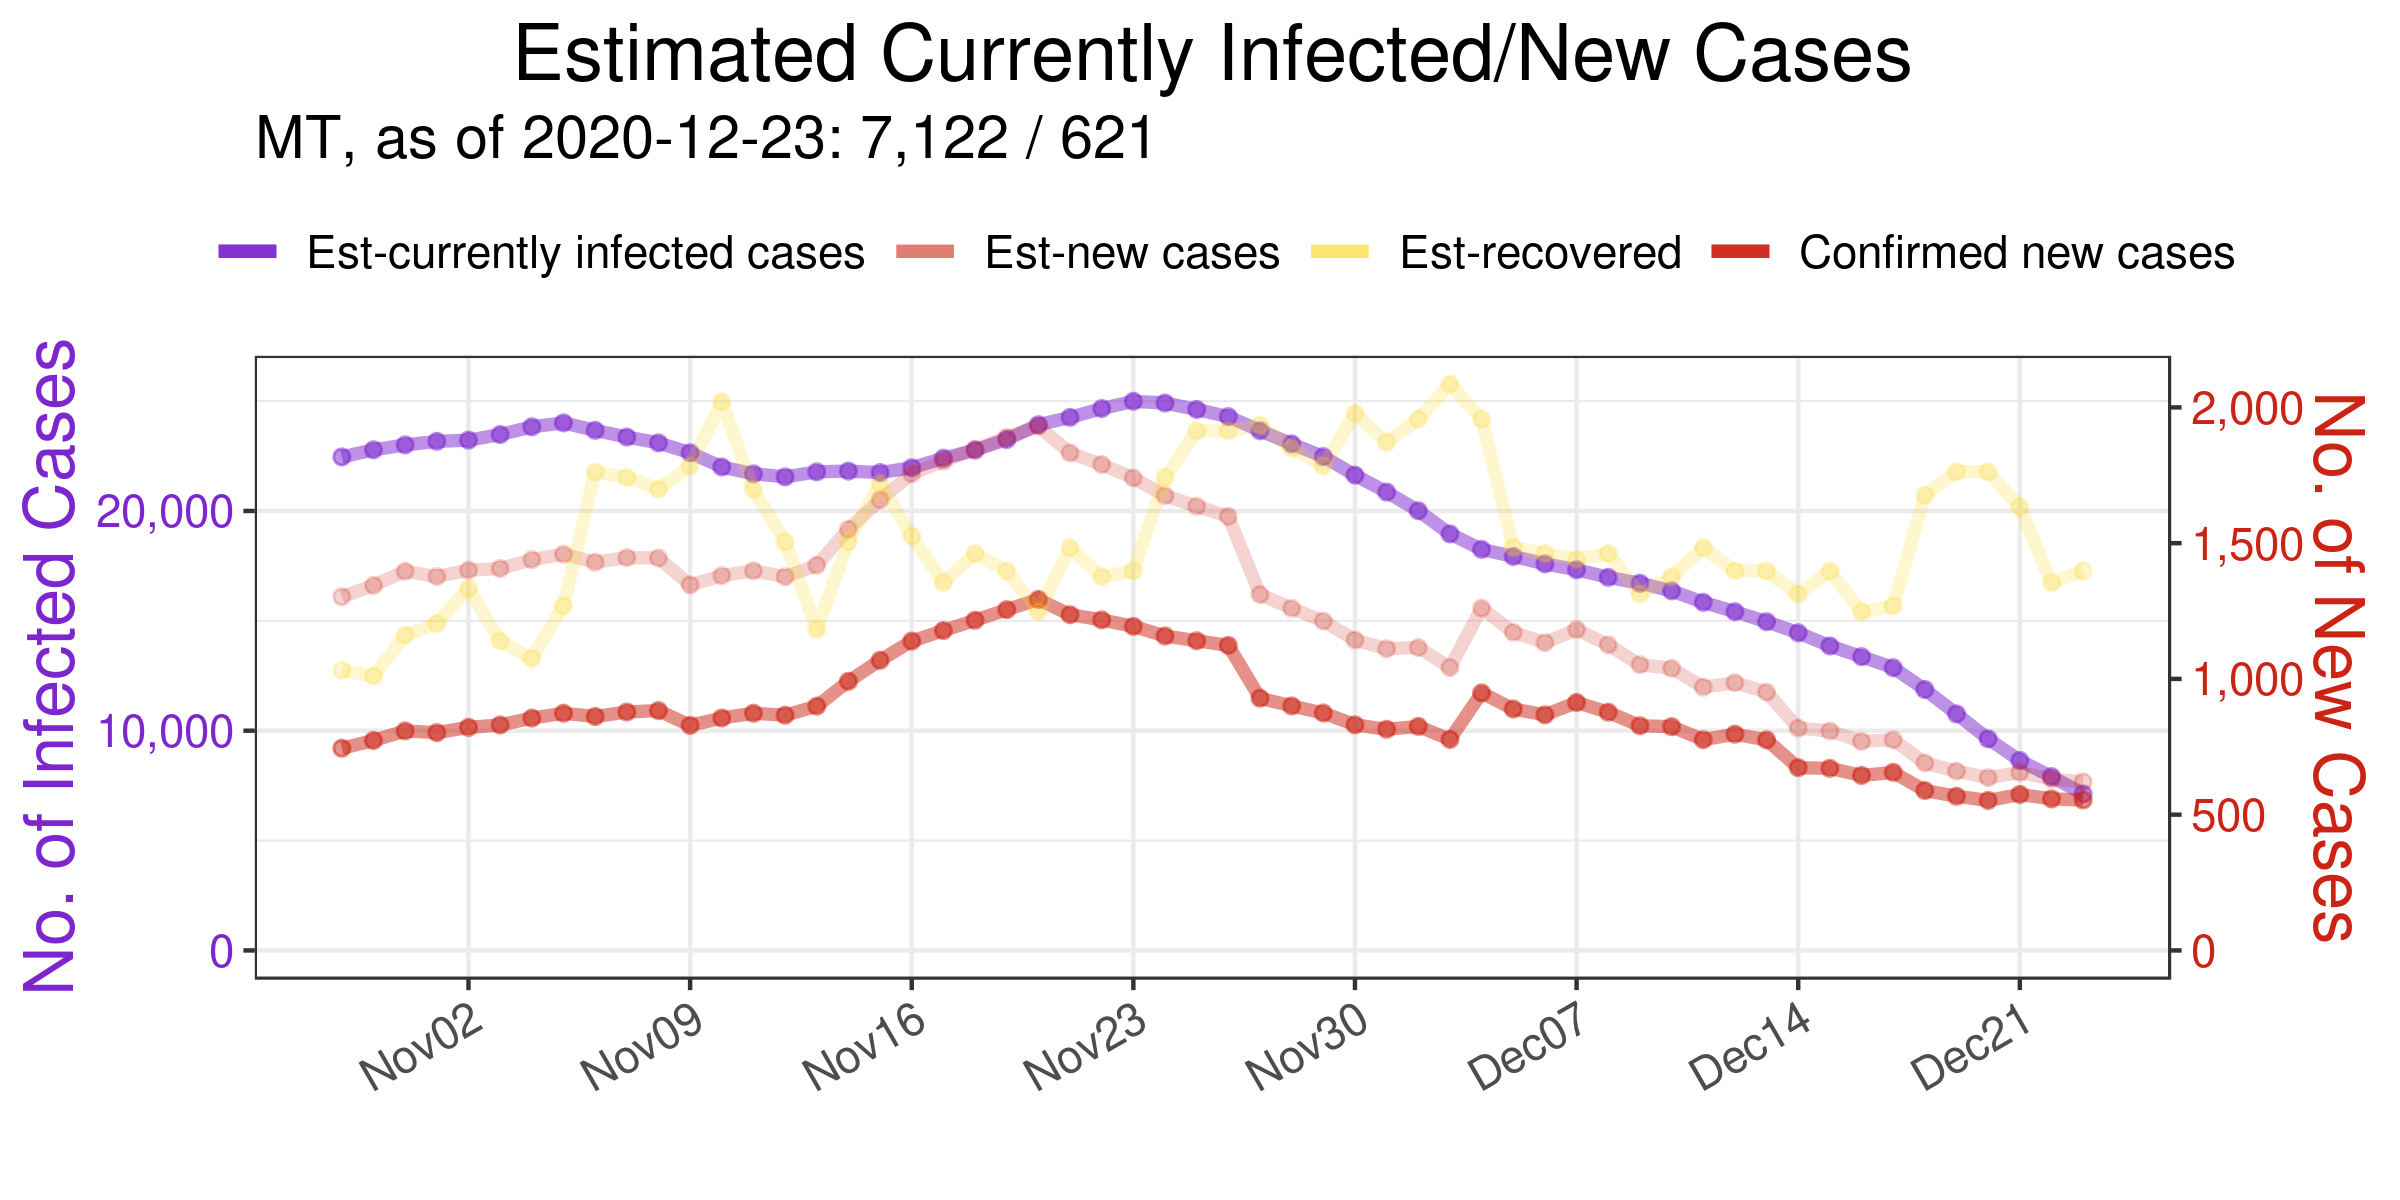 Estimated Currently Infected/New Cases
MT, as of 2020-12-23: 7,122 / 621
Est-currently infected cases Est-new cases Est-recovered Confirmed new cases
No. of Infected Cases
20,000
10,000
0
2,000
1,500
1,000
500
0
No. of New Cases
Nov02 Nov09 Nov16 Nov23 Nov30 Dec07 Dec14 Dec21